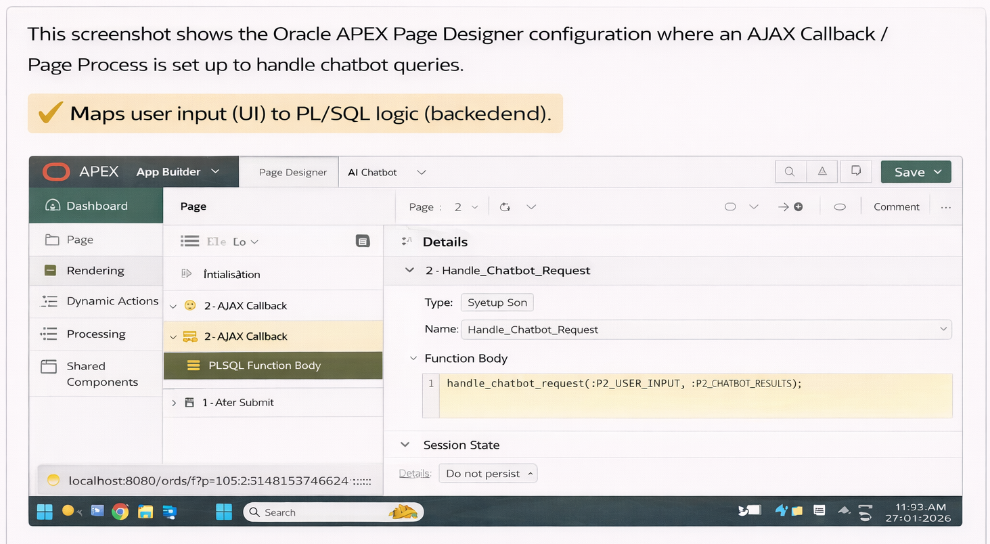 This screenshot shows the Oracle APEX Page Designer configuration where an AJAX Callback /
Page Process is set up to handle chatbot queries.
Maps user input (UI) to PL/SQL logic (backedend).
APEX App Builder Page Designer AI Chatbot Save
Dashboard
Page
Rendering
Dynamic Actions
Processing
Shared
Components
Page
Lo
Intialisation
2-AJAX Callback
2-AJAX Callback
PLSQL Function Body
1-Ater Submit
Page : 2 Comment ...
Details
2 - Handle_Chatbot_Request
Type: Syetup Son
Name: Handle_Chatbot_Request
Function Body
1 handle_chatbot_request(:P2_USER_INPUT, :P2_CHATBOT_RESULTS);
Session State
Details: Do not persist
localhost:8080/ords/f?p=105:2:3148153746624::::::
Search
11:93.AM
27:01:2026